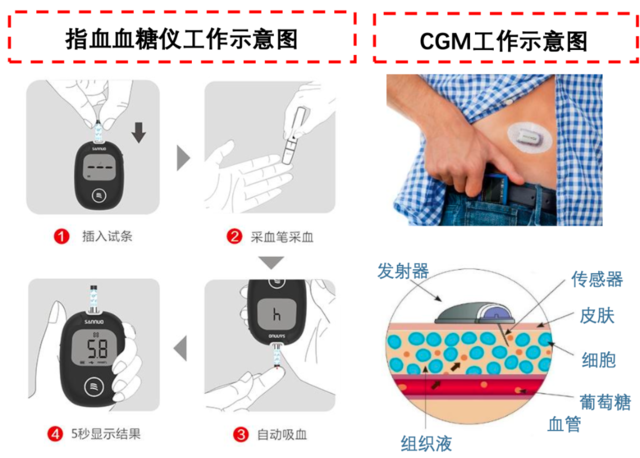 指血血糖仪工作示意图
CGM工作示意图
SANNUO
1 插入试条
2 采血笔采血
h
SANNUO
3 自动吸血
SANNUO
5.8
4 5秒显示结果
发射器
传感器
皮肤
细胞
葡萄糖
血管
组织液